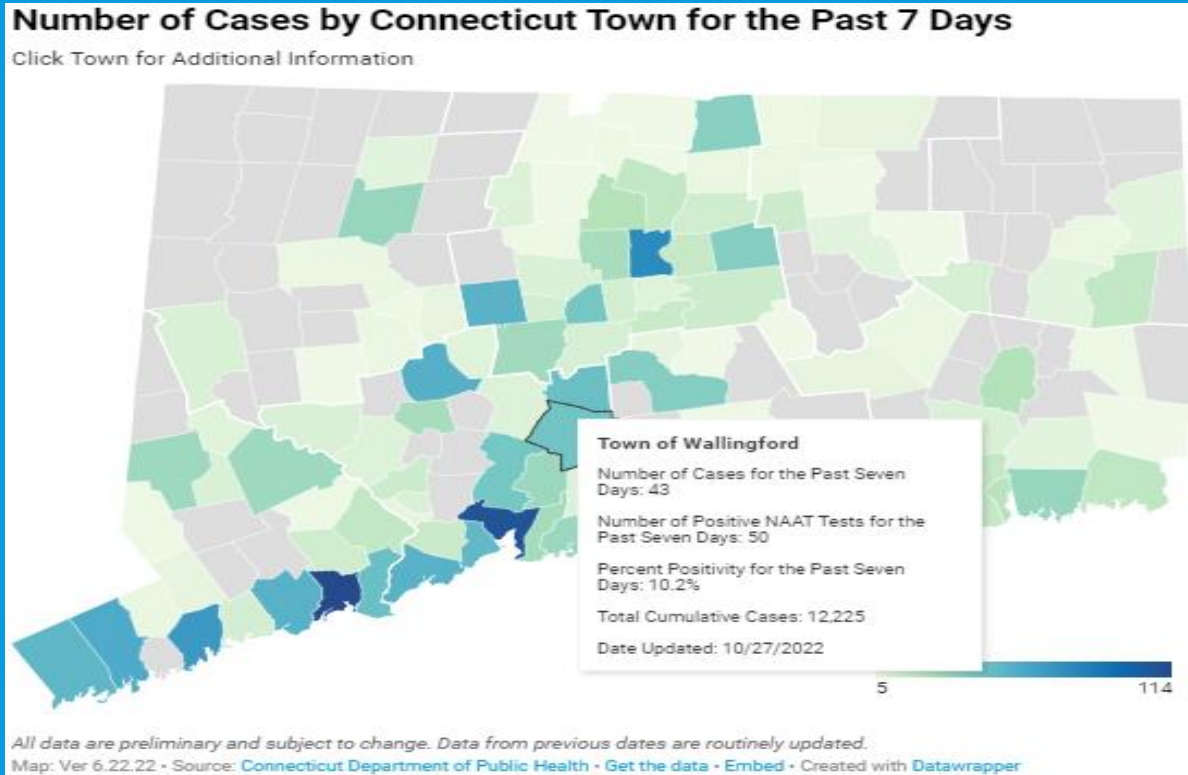 Number of Cases by Connecticut Town for the Past 7 Days
Click Town for Additional Information
Town of Wallingford
Number of Cases for the Past Seven
Days: 43
Number of Positive NAAT Tests for the
Past Seven Days: 50
Percent Positivity for the Past Seven
Days: 10.2%
Total Cumulative Cases: 12,225
Date Updated: 10/27/2022
5 114
All data are preliminary and subject to change. Data from previous dates are routinely updated.
Map: Ver 6.22.22 • Source: Connecticut Department of Public Health • Get the data • Embed • Created with Datawrapper